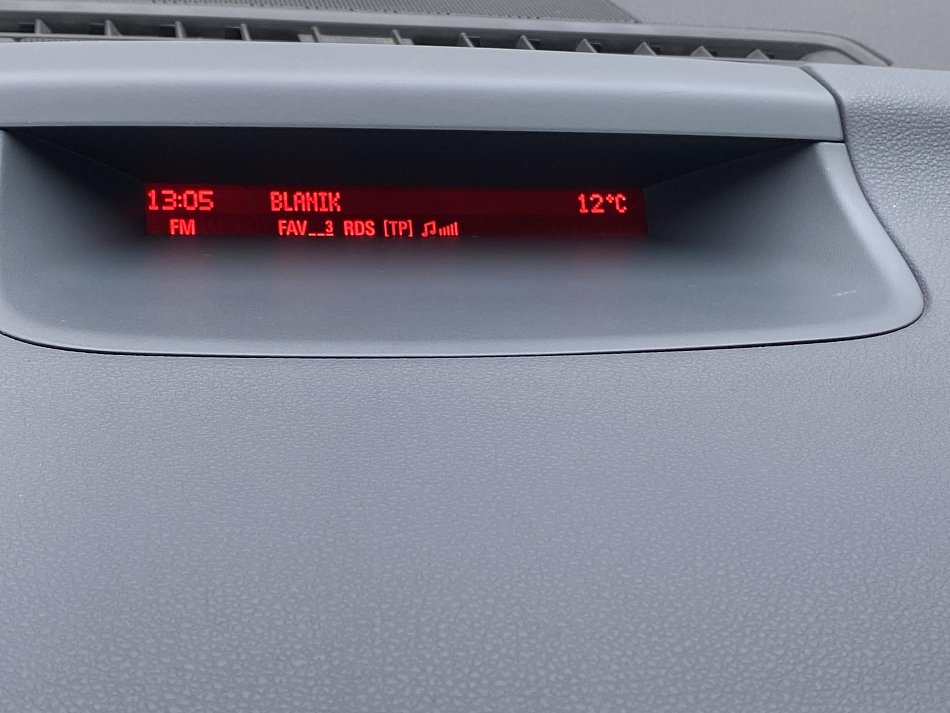 13:05 BLANIK 12°C
FM FAV__3 RDS [TP]